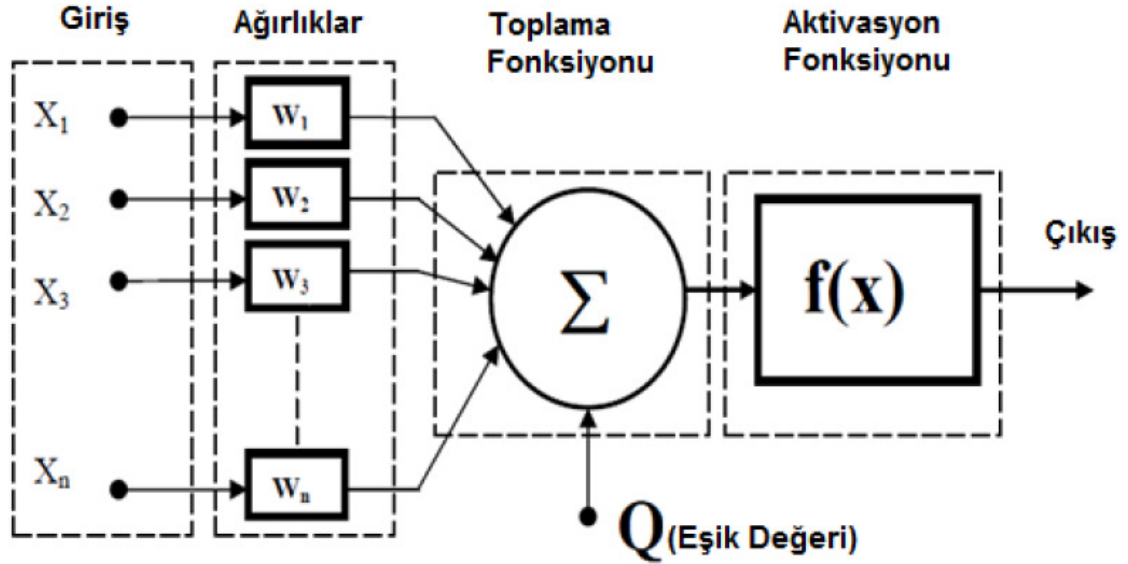 Giriş
Ağırlıklar
Toplama
Fonksiyonu
Aktivasyon
Fonksiyonu
X₁
W₁
X₂
W₂
X₃
W₃
Xₙ
Wₙ
Σ
f(x)
Çıkış
Q(Eşik Değeri)